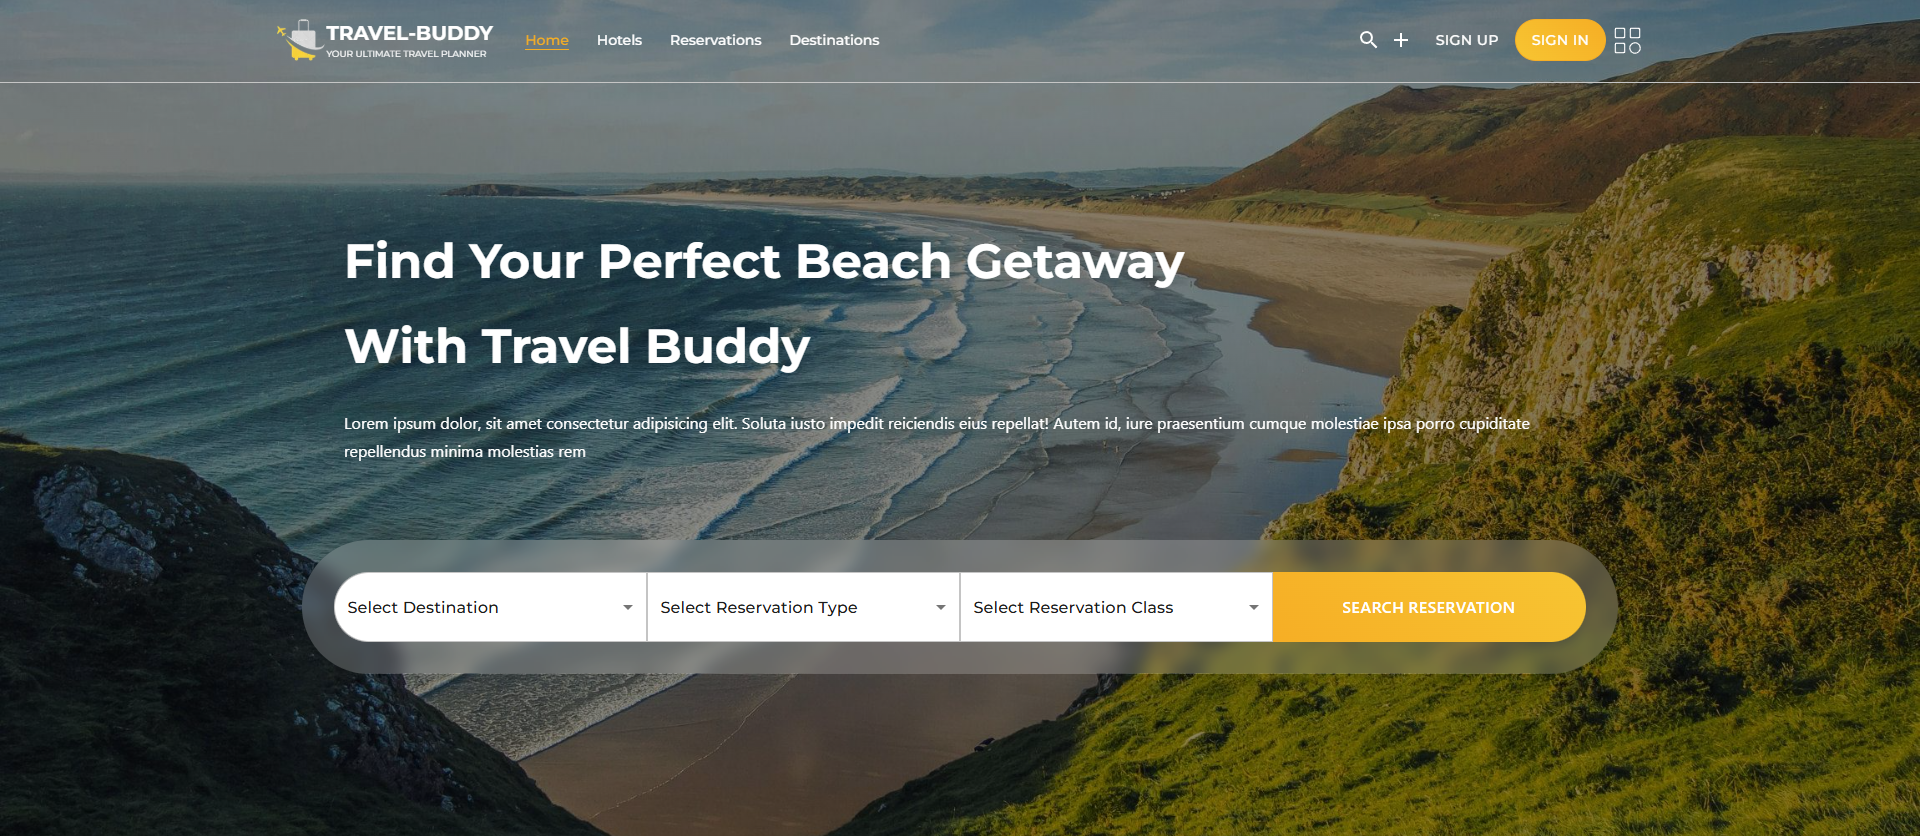 TRAVEL-BUDDY
YOUR ULTIMATE TRAVEL PLANNER
Home
Hotels
Reservations
Destinations
SIGN UP
SIGN IN
Find Your Perfect Beach Getaway
With Travel Buddy
Lorem ipsum dolor, sit amet consectetur adipisicing elit. Soluta iusto impedit reiciendis eius repellat! Autem id, iure praesentium cumque molestiae ipsa porro cupiditate
repellendus minima molestias rem
Select Destination
Select Reservation Type
Select Reservation Class
SEARCH RESERVATION